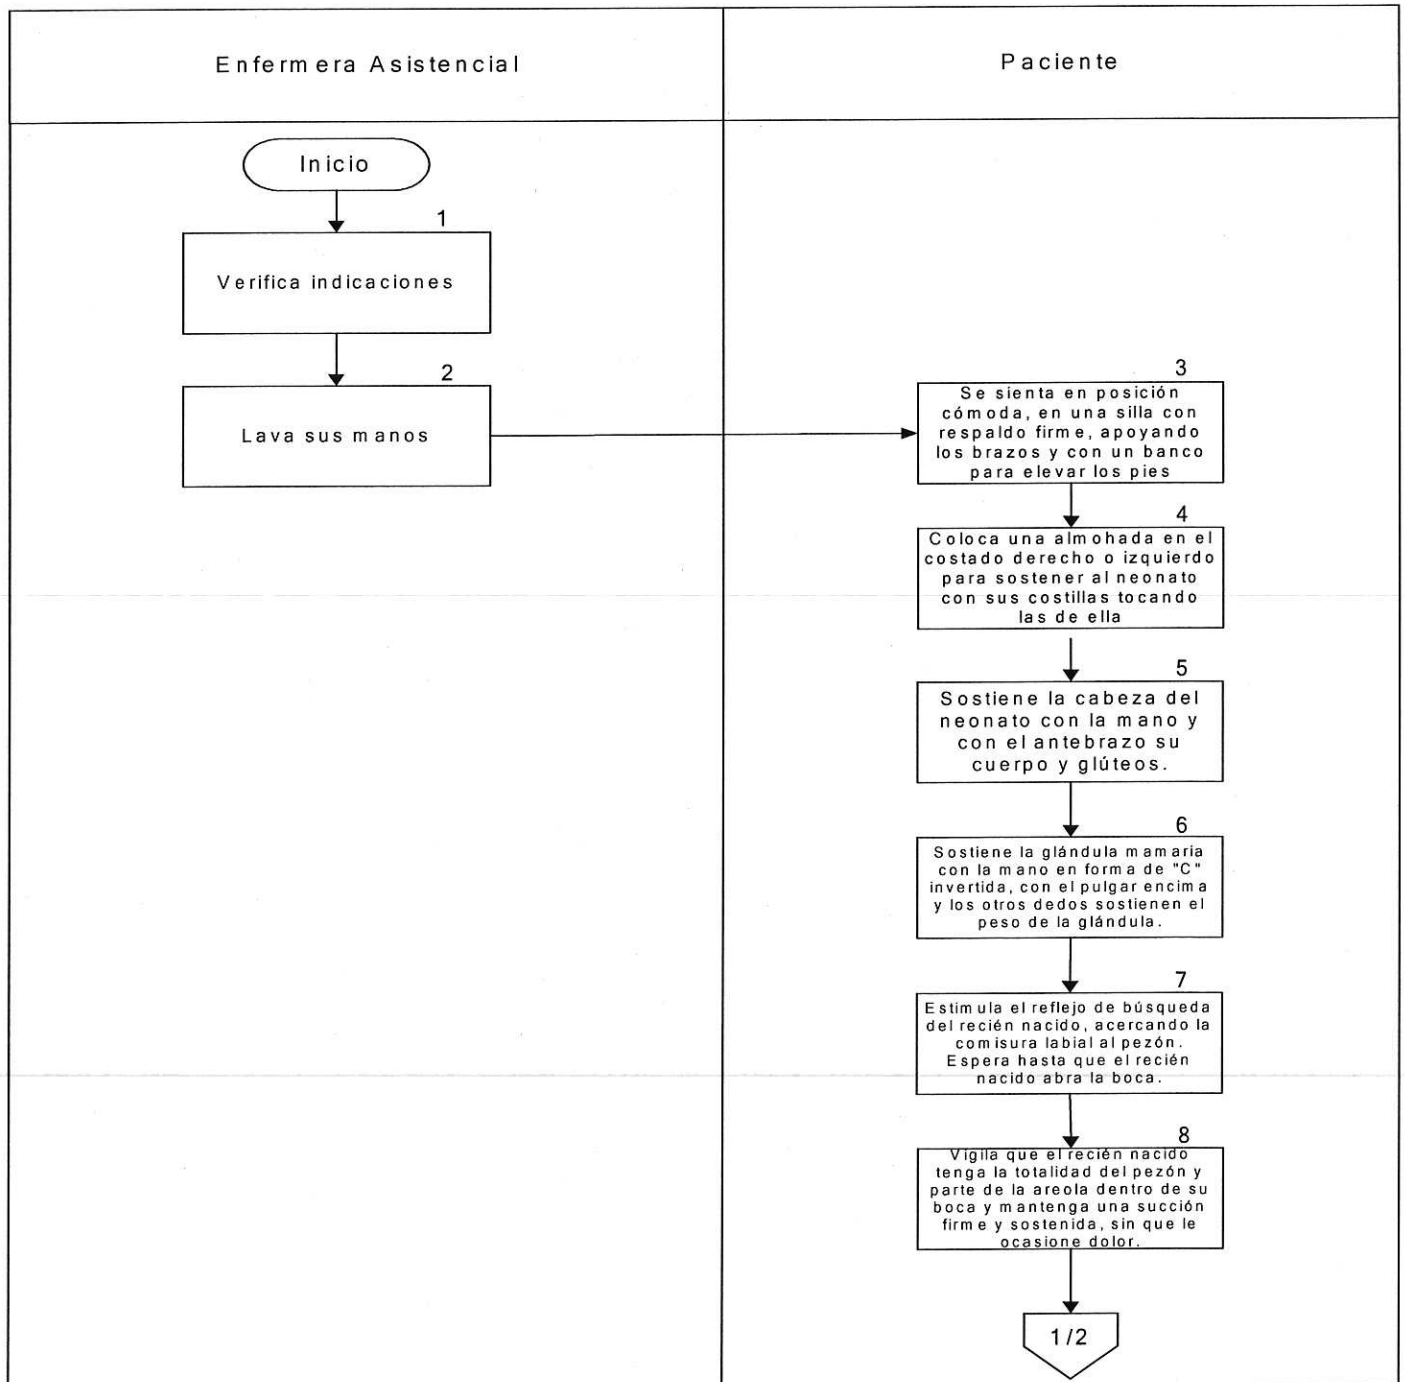 Enfermera Asistencial
Paciente
Inicio
1
Verifica indicaciones
2
Lava sus manos
3
Se sienta en posición
cómoda, en una silla con
respaldo firme, apoyando
los brazos y con un banco
para elevar los pies
4
Coloca una almohada en el
costado derecho o izquierdo
para sostener al neonato
con sus costillas tocando
las de ella
5
Sostiene la cabeza del
neonato con la mano y
con el antebrazo su
cuerpo y glúteos.
6
Sostiene la glándula mamaria
con la mano en forma de "C"
invertida, con el pulgar encima
y los otros dedos sostienen el
peso de la glándula.
7
Estimula el reflejo de búsqueda
del recién nacido, acercando la
comisura labial al pezón.
Espera hasta que el recién
nacido abra la boca.
8
Vigila que el recién nacido
tenga la totalidad del pezón y
parte de la areola dentro de su
boca y mantenga una succión
firme y sostenida, sin que le
ocasione dolor.
1/2